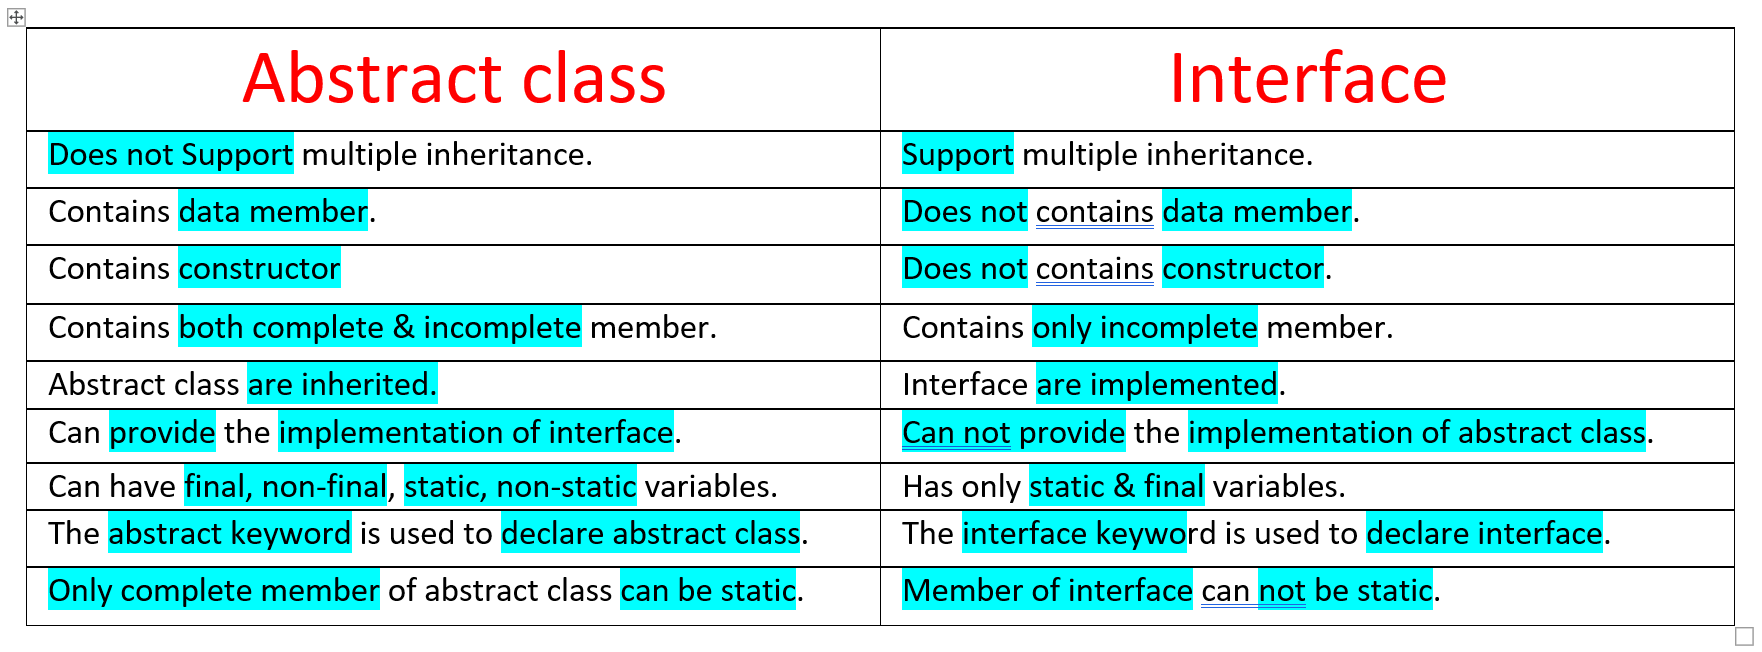 Abstract class
Interface
Does not Support multiple inheritance.
Support multiple inheritance.
Contains data member.
Does not contains data member.
Contains constructor
Does not contains constructor.
Contains both complete & incomplete member.
Contains only incomplete member.
Abstract class are inherited.
Interface are implemented.
Can provide the implementation of interface.
Can not provide the implementation of abstract class.
Can have final, non-final, static, non-static variables.
Has only static & final variables.
The abstract keyword is used to declare abstract class.
The interface keyword is used to declare interface.
Only complete member of abstract class can be static.
Member of interface can not be static.